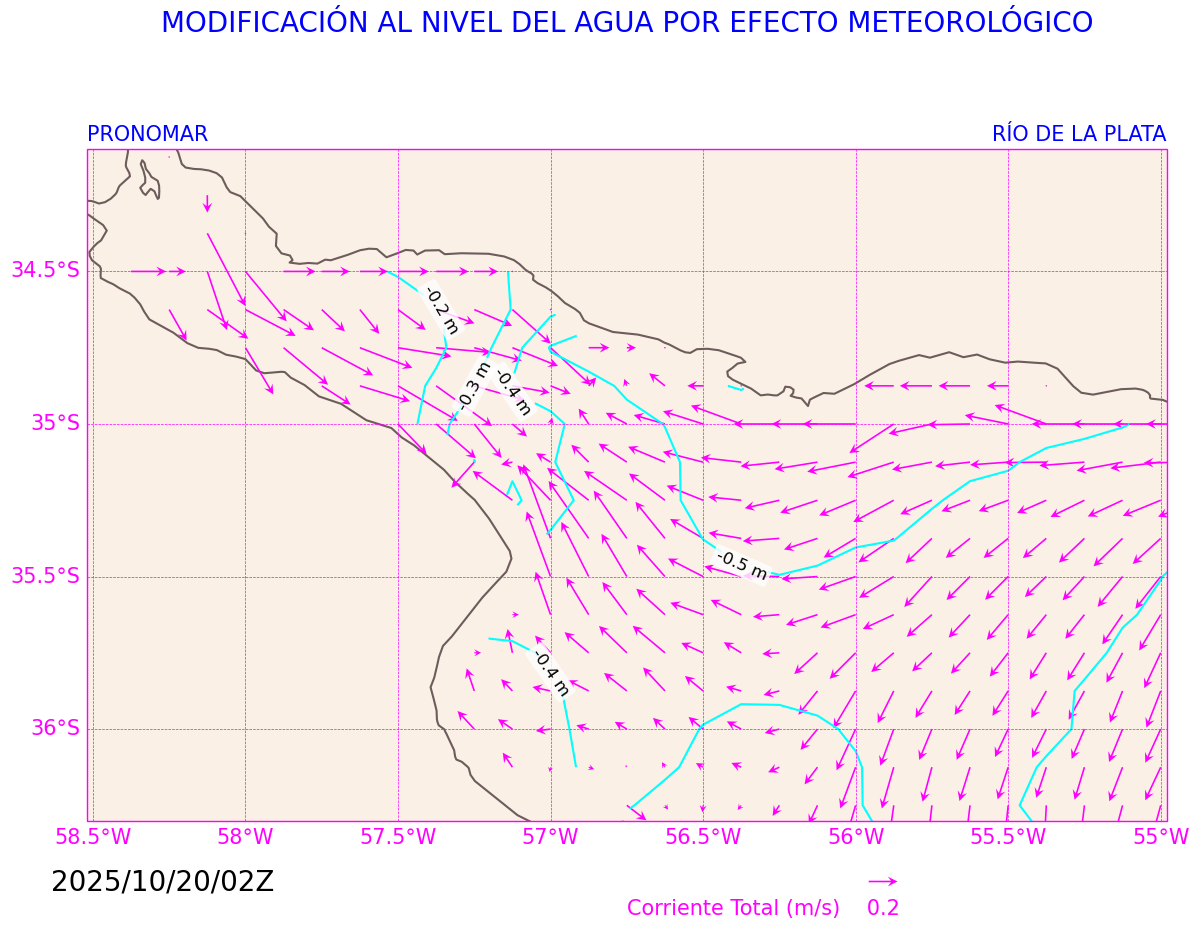 MODIFICACIÓN AL NIVEL DEL AGUA POR EFECTO METEOROLÓGICO
PRONOMAR RÍO DE LA PLATA
34.5°S
35°S
35.5°S
36°S
-0.2 m
-0.3 m
-0.4 m
-0.5 m
-0.4 m
58.5°W 58°W 57.5°W 57°W 56.5°W 56°W 55.5°W 55°W
2025/10/20/02Z
Corriente Total (m/s) 0.2